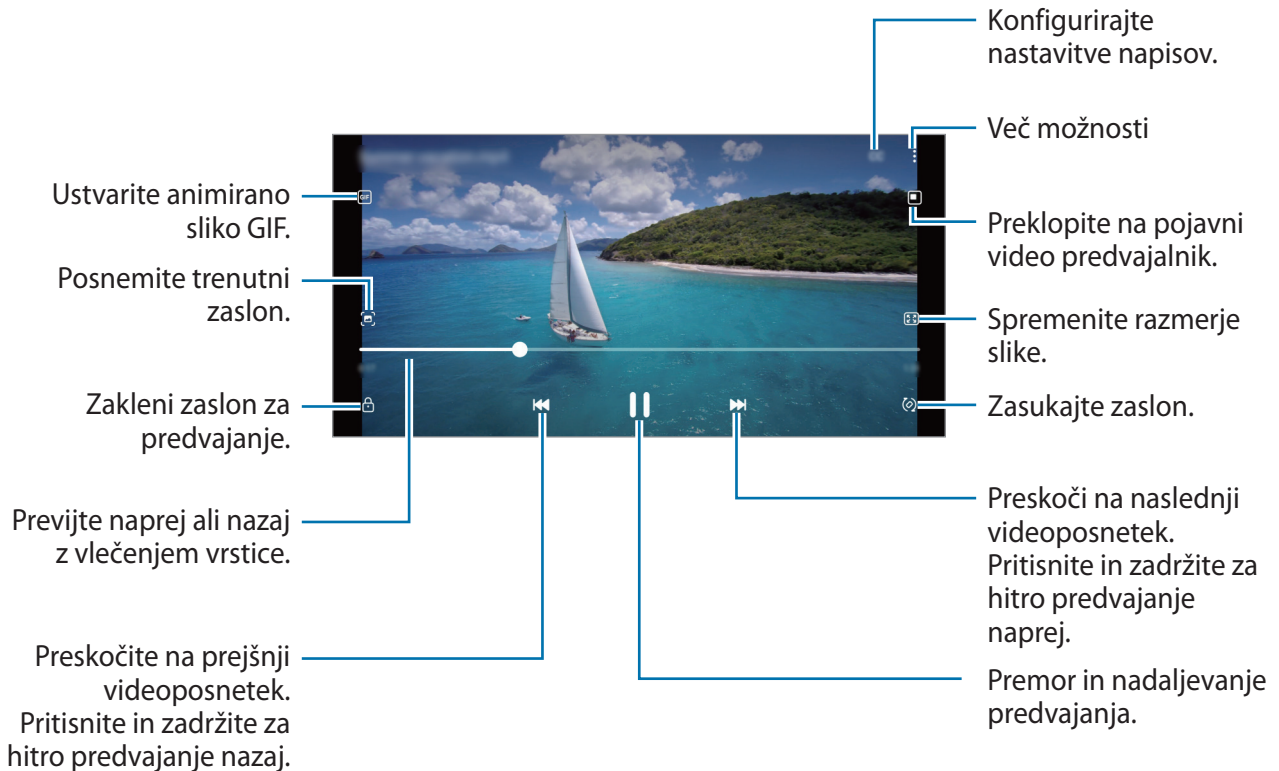 Konfigurirajte
nastavitve napisov.
Več možnosti
Ustvarite animirano
sliko GIF.
Preklopite na pojavni
video predvajalnik.
Posnemite trenutni
zaslon.
Spremenite razmerje
slike.
Zakleni zaslon za
predvajanje.
Zasukajte zaslon.
Previjte naprej ali nazaj
z vlečenjem vrstice.
Preskoči na naslednji
videoposnetek.
Pritisnite in zadržite za
hitro predvajanje
naprej.
Preskočite na prejšnji
videoposnetek.
Pritisnite in zadržite za
hitro predvajanje nazaj.
Premor in nadaljevanje
predvajanja.
GIF